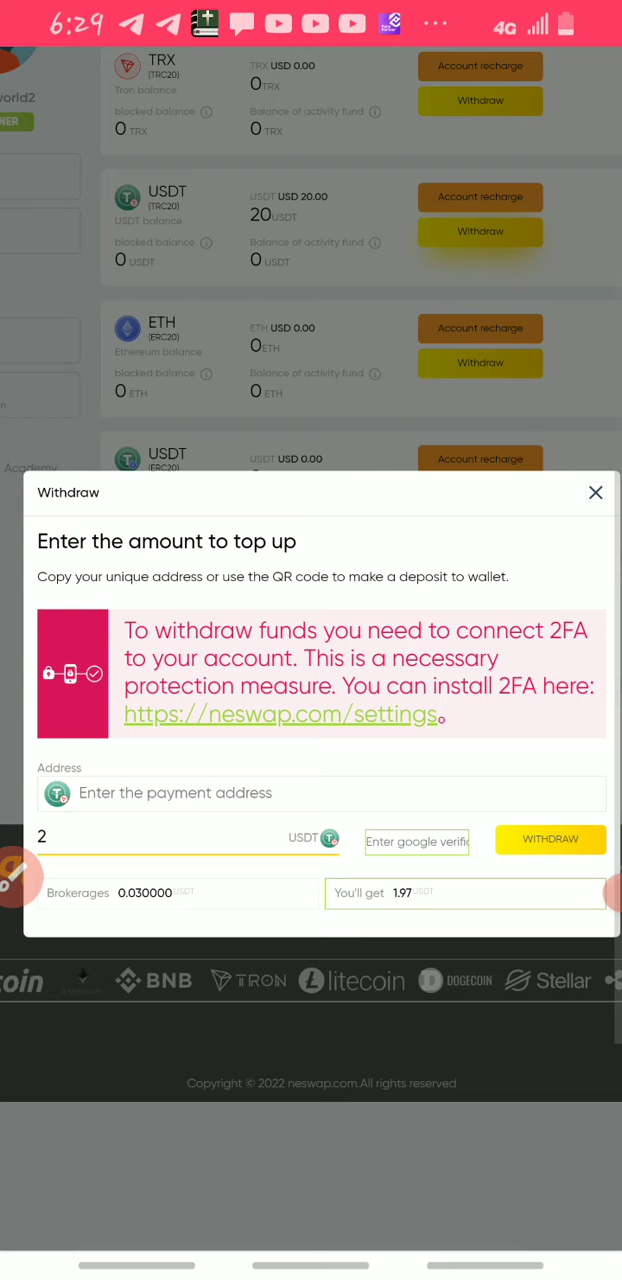 6:29 4G
TRX
(TRC20)
TRX USD 0.00
Account recharge
Tron balance
0TRX
Withdraw
world2
blocked balance
Balance of activity fund
NER
0 TRX
0 TRX
USDT
(TRC20)
USDT USD 20.00
Account recharge
USDT balance
20USDT
Withdraw
blocked balance
Balance of activity fund
0 USDT
0 USDT
ETH
(ERC20)
ETH USD 0.00
Account recharge
Ethereum balance
0ETH
Withdraw
blocked balance
Balance of activity fund
0 ETH
0 ETH
USDT
(ERC20)
USDT USD 0.00
Account recharge
Academy
Withdraw
Enter the amount to top up
Copy your unique address or use the QR code to make a deposit to wallet.
To withdraw funds you need to connect 2FA
to your account. This is a necessary
protection measure. You can install 2FA here:
https://neswap.com/settings。
Address
Enter the payment address
2 USDT
Enter google verific
WITHDRAW
Brokerages 0.030000USDT
You'll get 1.97USDT
coin BNB TRON litecoin DOGECOIN Stellar
Copyright © 2022 neswap.com.All rights reserved